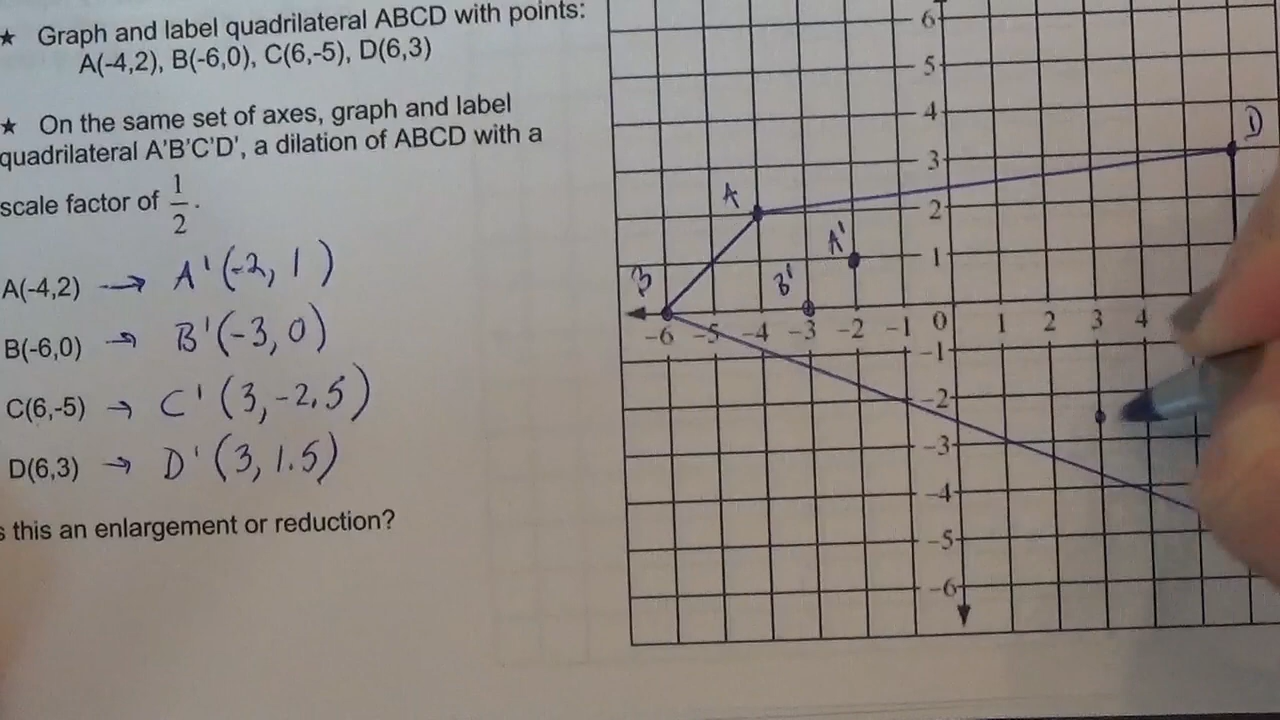 ★ Graph and label quadrilateral ABCD with points:
A(-4,2), B(-6,0), C(6,-5), D(6,3)
★ On the same set of axes, graph and label
quadrilateral A'B'C'D', a dilation of ABCD with a
scale factor of 1/2.
A(-4,2) → A'(-2, 1)
B(-6,0) → B'(-3, 0)
C(6,-5) → C'(3, -2.5)
D(6,3) → D'(3, 1.5)
s this an enlargement or reduction?
6
5
4
D
3
A
2
A'
1
B
B'
-6 -5 -4 -3 -2 -1 0 1 2 3 4
-1
-2
-3
-4
-5
-6